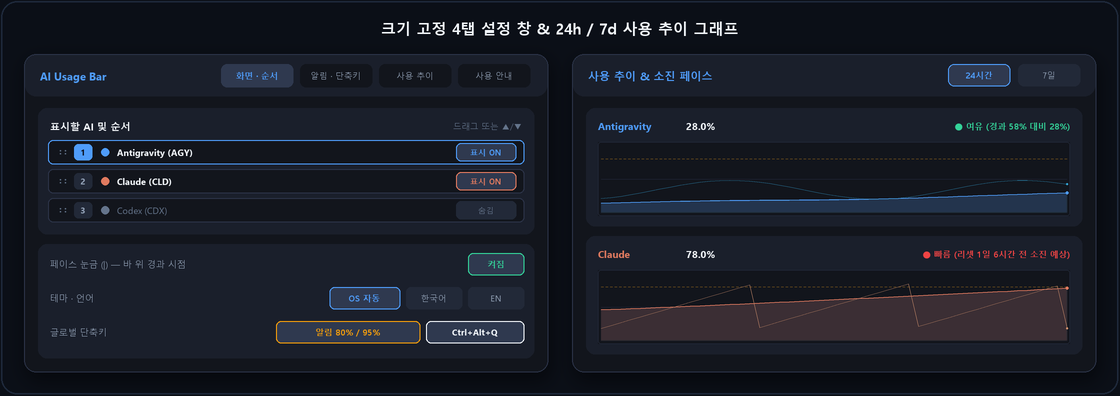 크기 고정 4탭 설정 창 & 24h / 7d 사용 추이 그래프
AI Usage Bar
화면 · 순서
알림 · 단축키
사용 추이
사용 안내
표시할 AI 및 순서
드래그 또는 ▲/▼
:: 1 Antigravity (AGY) 표시 ON
:: 2 Claude (CLD) 표시 ON
:: 3 Codex (CDX) 숨김
페이스 눈금 (|) — 바 위 경과 시점 켜짐
테마 · 언어 OS 자동 한국어 EN
글로벌 단축키 알림 80% / 95% Ctrl+Alt+Q
사용 추이 & 소진 페이스
24시간
7일
Antigravity 28.0% ● 여유 (경과 58% 대비 28%)
Claude 78.0% ● 빠름 (리셋 1일 6시간 전 소진 예상)